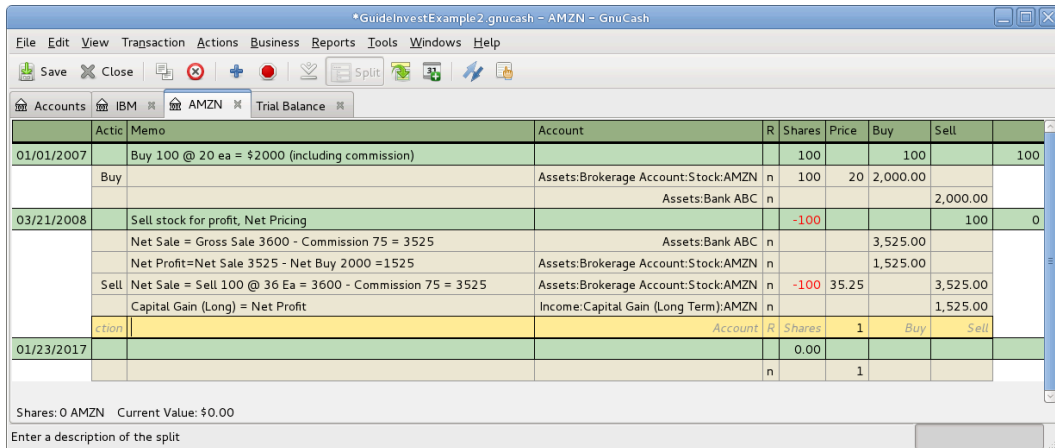 *GuideInvestExample2.gnucash - AMZN - GnuCash
File Edit View Transaction Actions Business Reports Tools Windows Help
Save Close Split 31
Accounts IBM AMZN Trial Balance
Actic Memo Account R Shares Price Buy Sell
01/01/2007 Buy 100 @ 20 ea = $2000 (including commission) 100 100 100
Buy Assets:Brokerage Account:Stock:AMZN n 100 20 2,000.00
Assets:Bank ABC n 2,000.00
03/21/2008 Sell stock for profit, Net Pricing -100 100 0
Net Sale = Gross Sale 3600 - Commission 75 = 3525 Assets:Bank ABC n 3,525.00
Net Profit=Net Sale 3525 - Net Buy 2000 =1525 Assets:Brokerage Account:Stock:AMZN n 1,525.00
Sell Net Sale = Sell 100 @ 36 Ea = 3600 - Commission 75 = 3525 Assets:Brokerage Account:Stock:AMZN n -100 35.25 3,525.00
Capital Gain (Long) = Net Profit Income:Capital Gain (Long Term):AMZN n 1,525.00
ction Account R Shares 1 Buy Sell
01/23/2017 0.00
n 1
Shares: 0 AMZN Current Value: $0.00
Enter a description of the split